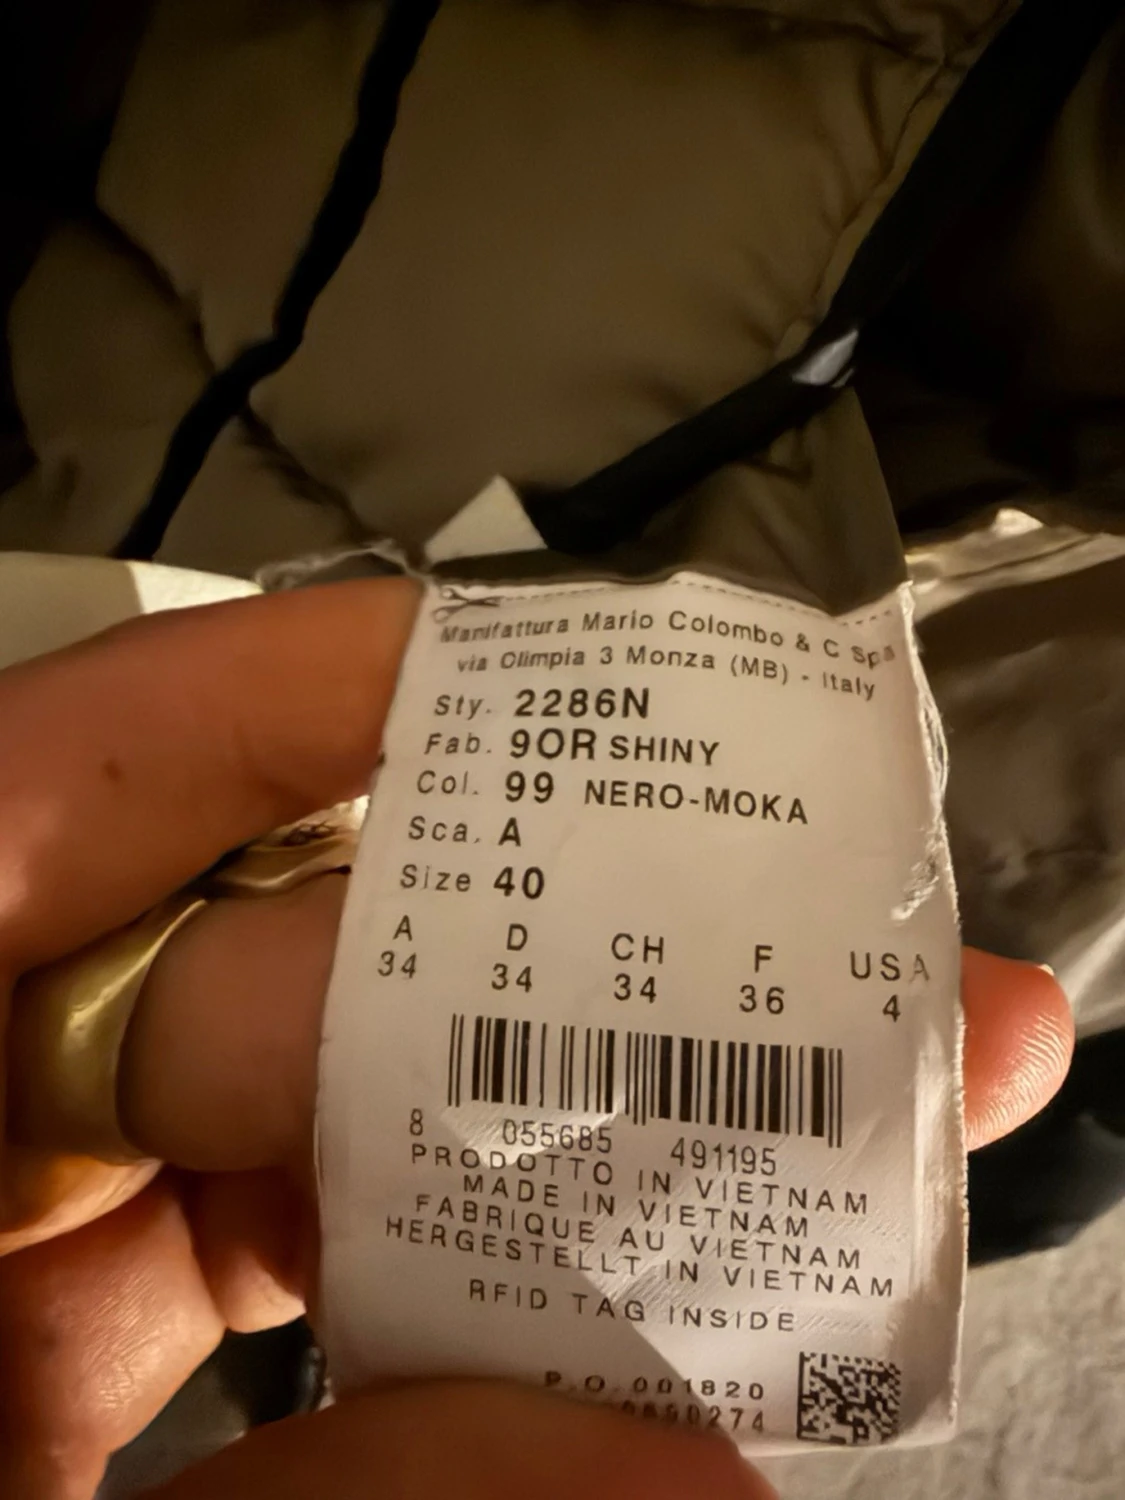 Manifattura Mario Colombo & C Spa
via Olimpia 3 Monza (MB) - Italy
Sty. 2286N
Fab. 9OR SHINY
Col. 99 NERO-MOKA
Sca. A
Size 40
A D CH F USA
34 34 34 36 4
8 055685 491195
PRODOTTO IN VIETNAM
MADE IN VIETNAM
FABRIQUE AU VIETNAM
HERGESTELLT IN VIETNAM
RFID TAG INSIDE
P.O. 001820